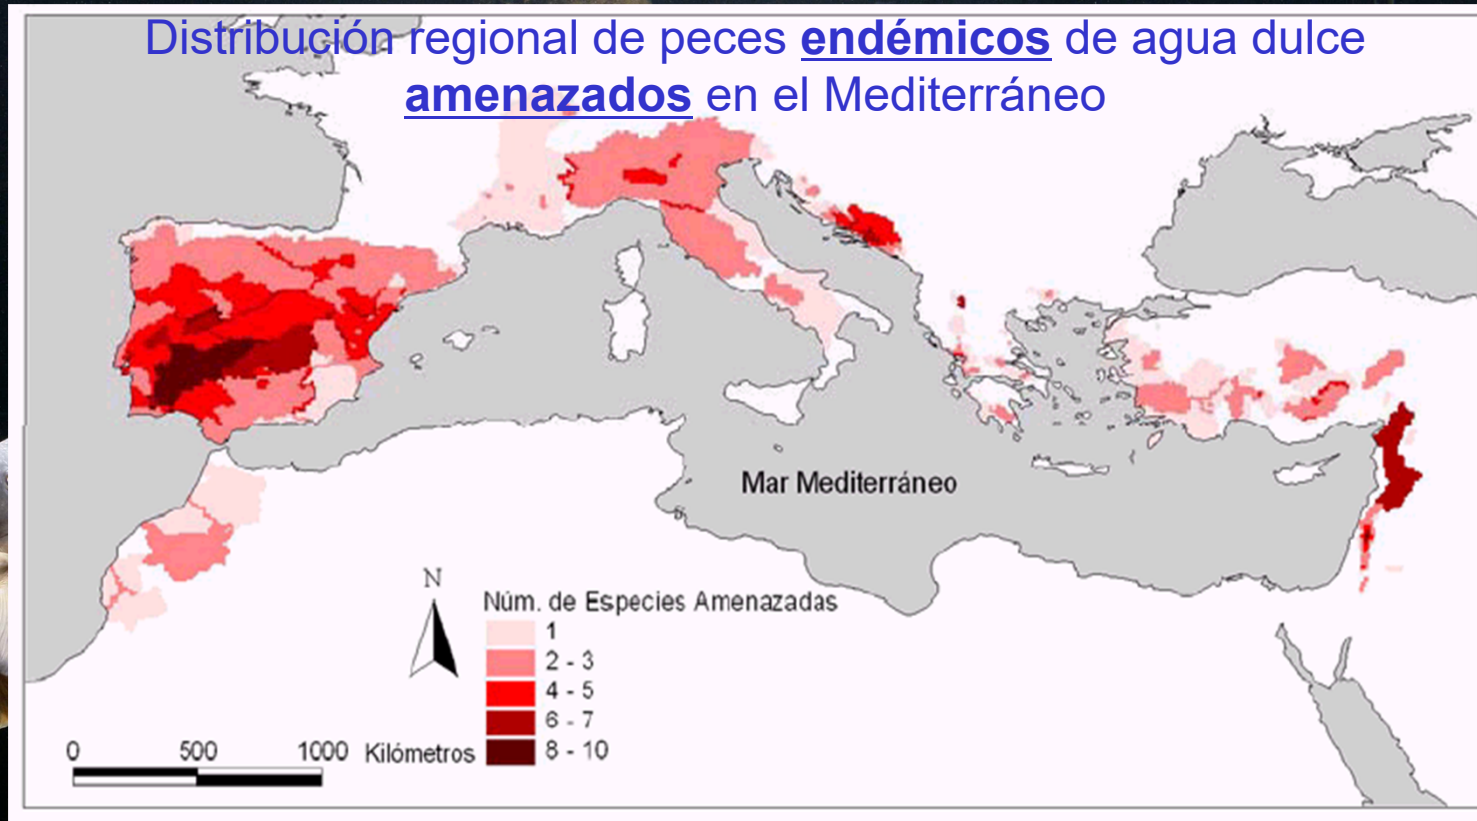 Distribución regional de peces endémicos de agua dulce
amenazados en el Mediterráneo
Mar Mediterráneo
N
Núm. de Especies Amenazadas
1
2 - 3
4 - 5
6 - 7
8 - 10
0 500 1000 Kilómetros